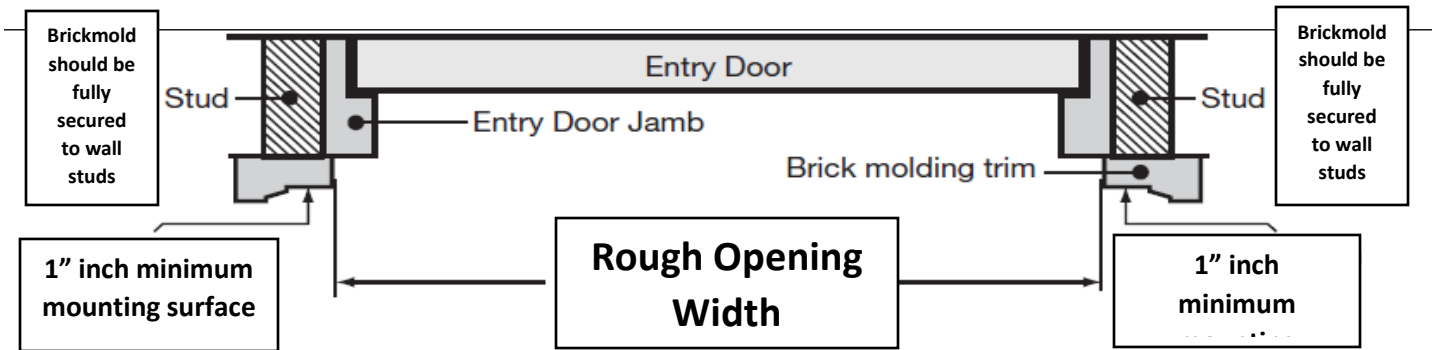 Brickmold
should be
fully
secured
to wall
studs
Stud
Entry Door
Entry Door Jamb
Stud
Brickmold
should be
fully
secured
to wall
studs
Brick molding trim
1” inch minimum
mounting surface
Rough Opening
Width
1” inch
minimum